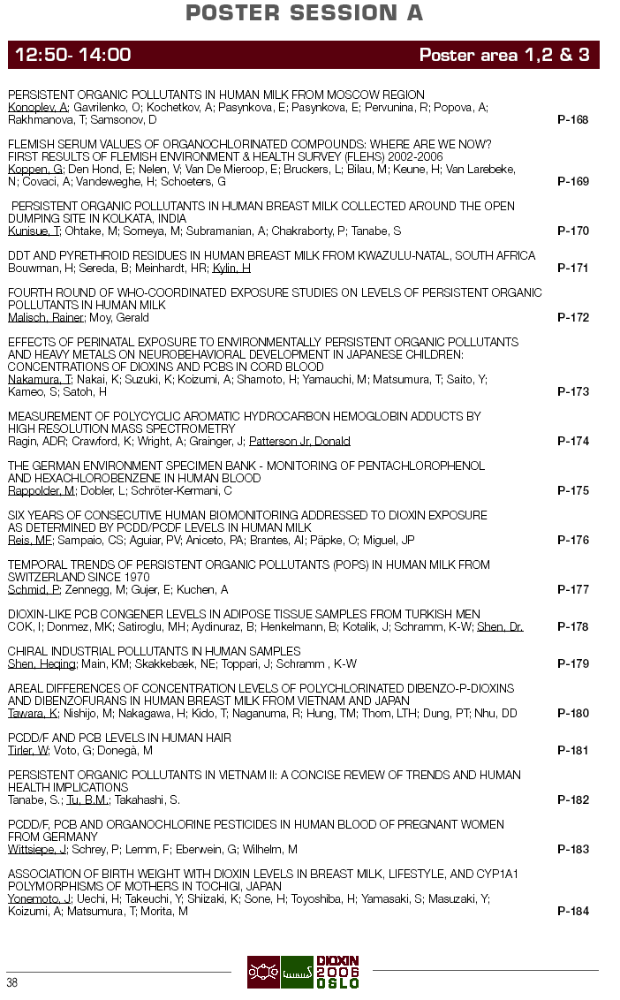 POSTER SESSION A
12:50- 14:00 Poster area 1,2 & 3
PERSISTENT ORGANIC POLLUTANTS IN HUMAN MILK FROM MOSCOW REGION
Konoplev, A; Gavrilenko, O; Kochetkov, A; Pasynkova, E; Pasynkova, E; Pervunina, R; Popova, A;
Rakhmanova, T; Samsonov, D P-168
FLEMISH SERUM VALUES OF ORGANOCHLORINATED COMPOUNDS: WHERE ARE WE NOW?
FIRST RESULTS OF FLEMISH ENVIRONMENT & HEALTH SURVEY (FLEHS) 2002-2006
Koppen, G; Den Hond, E; Nelen, V; Van De Mieroop, E; Bruckers, L; Bilau, M; Keune, H; Van Larebeke,
N; Covaci, A; Vandeweghe, H; Schoeters, G P-169
PERSISTENT ORGANIC POLLUTANTS IN HUMAN BREAST MILK COLLECTED AROUND THE OPEN
DUMPING SITE IN KOLKATA, INDIA
Kunisue, T; Ohtake, M; Someya, M; Subramanian, A; Chakraborty, P; Tanabe, S P-170
DDT AND PYRETHROID RESIDUES IN HUMAN BREAST MILK FROM KWAZULU-NATAL, SOUTH AFRICA
Bouwman, H; Sereda, B; Meinhardt, HR; Kylin, H P-171
FOURTH ROUND OF WHO-COORDINATED EXPOSURE STUDIES ON LEVELS OF PERSISTENT ORGANIC
POLLUTANTS IN HUMAN MILK
Malisch, Rainer; Moy, Gerald P-172
EFFECTS OF PERINATAL EXPOSURE TO ENVIRONMENTALLY PERSISTENT ORGANIC POLLUTANTS
AND HEAVY METALS ON NEUROBEHAVIORAL DEVELOPMENT IN JAPANESE CHILDREN:
CONCENTRATIONS OF DIOXINS AND PCBS IN CORD BLOOD
Nakamura, T; Nakai, K; Suzuki, K; Koizumi, A; Shamoto, H; Yamauchi, M; Matsumura, T; Saito, Y;
Kameo, S; Satoh, H P-173
MEASUREMENT OF POLYCYCLIC AROMATIC HYDROCARBON HEMOGLOBIN ADDUCTS BY
HIGH RESOLUTION MASS SPECTROMETRY
Ragin, ADR; Crawford, K; Wright, A; Grainger, J; Patterson Jr, Donald P-174
THE GERMAN ENVIRONMENT SPECIMEN BANK - MONITORING OF PENTACHLOROPHENOL
AND HEXACHLOROBENZENE IN HUMAN BLOOD
Rappolder, M; Dobler, L; Schröter-Kermani, C P-175
SIX YEARS OF CONSECUTIVE HUMAN BIOMONITORING ADDRESSED TO DIOXIN EXPOSURE
AS DETERMINED BY PCDD/PCDF LEVELS IN HUMAN MILK
Reis, MF; Sampaio, CS; Aguiar, PV; Aniceto, PA; Brantes, Al; Päpke, O; Miguel, JP P-176
TEMPORAL TRENDS OF PERSISTENT ORGANIC POLLUTANTS (POPS) IN HUMAN MILK FROM
SWITZERLAND SINCE 1970
Schmid, P; Zennegg, M; Gujer, E; Kuchen, A P-177
DIOXIN-LIKE PCB CONGENER LEVELS IN ADIPOSE TISSUE SAMPLES FROM TURKISH MEN
COK, I; Donmez, MK; Satiroglu, MH; Aydinuraz, B; Henkelmann, B; Kotalik, J; Schramm, K-W; Shen, Dr. P-178
CHIRAL INDUSTRIAL POLLUTANTS IN HUMAN SAMPLES
Shen, Heqing; Main, KM; Skakkebæk, NE; Toppari, J; Schramm , K-W P-179
AREAL DIFFERENCES OF CONCENTRATION LEVELS OF POLYCHLORINATED DIBENZO-P-DIOXINS
AND DIBENZOFURANS IN HUMAN BREAST MILK FROM VIETNAM AND JAPAN
Tawara, K; Nishijo, M; Nakagawa, H; Kido, T; Naganuma, R; Hung, TM; Thom, LTH; Dung, PT; Nhu, DD P-180
PCDD/F AND PCB LEVELS IN HUMAN HAIR
Tirler, W; Voto, G; Donegà, M P-181
PERSISTENT ORGANIC POLLUTANTS IN VIETNAM II: A CONCISE REVIEW OF TRENDS AND HUMAN
HEALTH IMPLICATIONS
Tanabe, S.; Tu, B.M.; Takahashi, S. P-182
PCDD/F, PCB AND ORGANOCHLORINE PESTICIDES IN HUMAN BLOOD OF PREGNANT WOMEN
FROM GERMANY
Wittsiepe, J; Schrey, P; Lemm, F; Eberwein, G; Wilhelm, M P-183
ASSOCIATION OF BIRTH WEIGHT WITH DIOXIN LEVELS IN BREAST MILK, LIFESTYLE, AND CYP1A1
POLYMORPHISMS OF MOTHERS IN TOCHIGI, JAPAN
Yonemoto, J; Uechi, H; Takeuchi, Y; Shiizaki, K; Sone, H; Toyoshiba, H; Yamasaki, S; Masuzaki, Y;
Koizumi, A; Matsumura, T; Morita, M P-184
DIOXIN
2006
OSLO
38